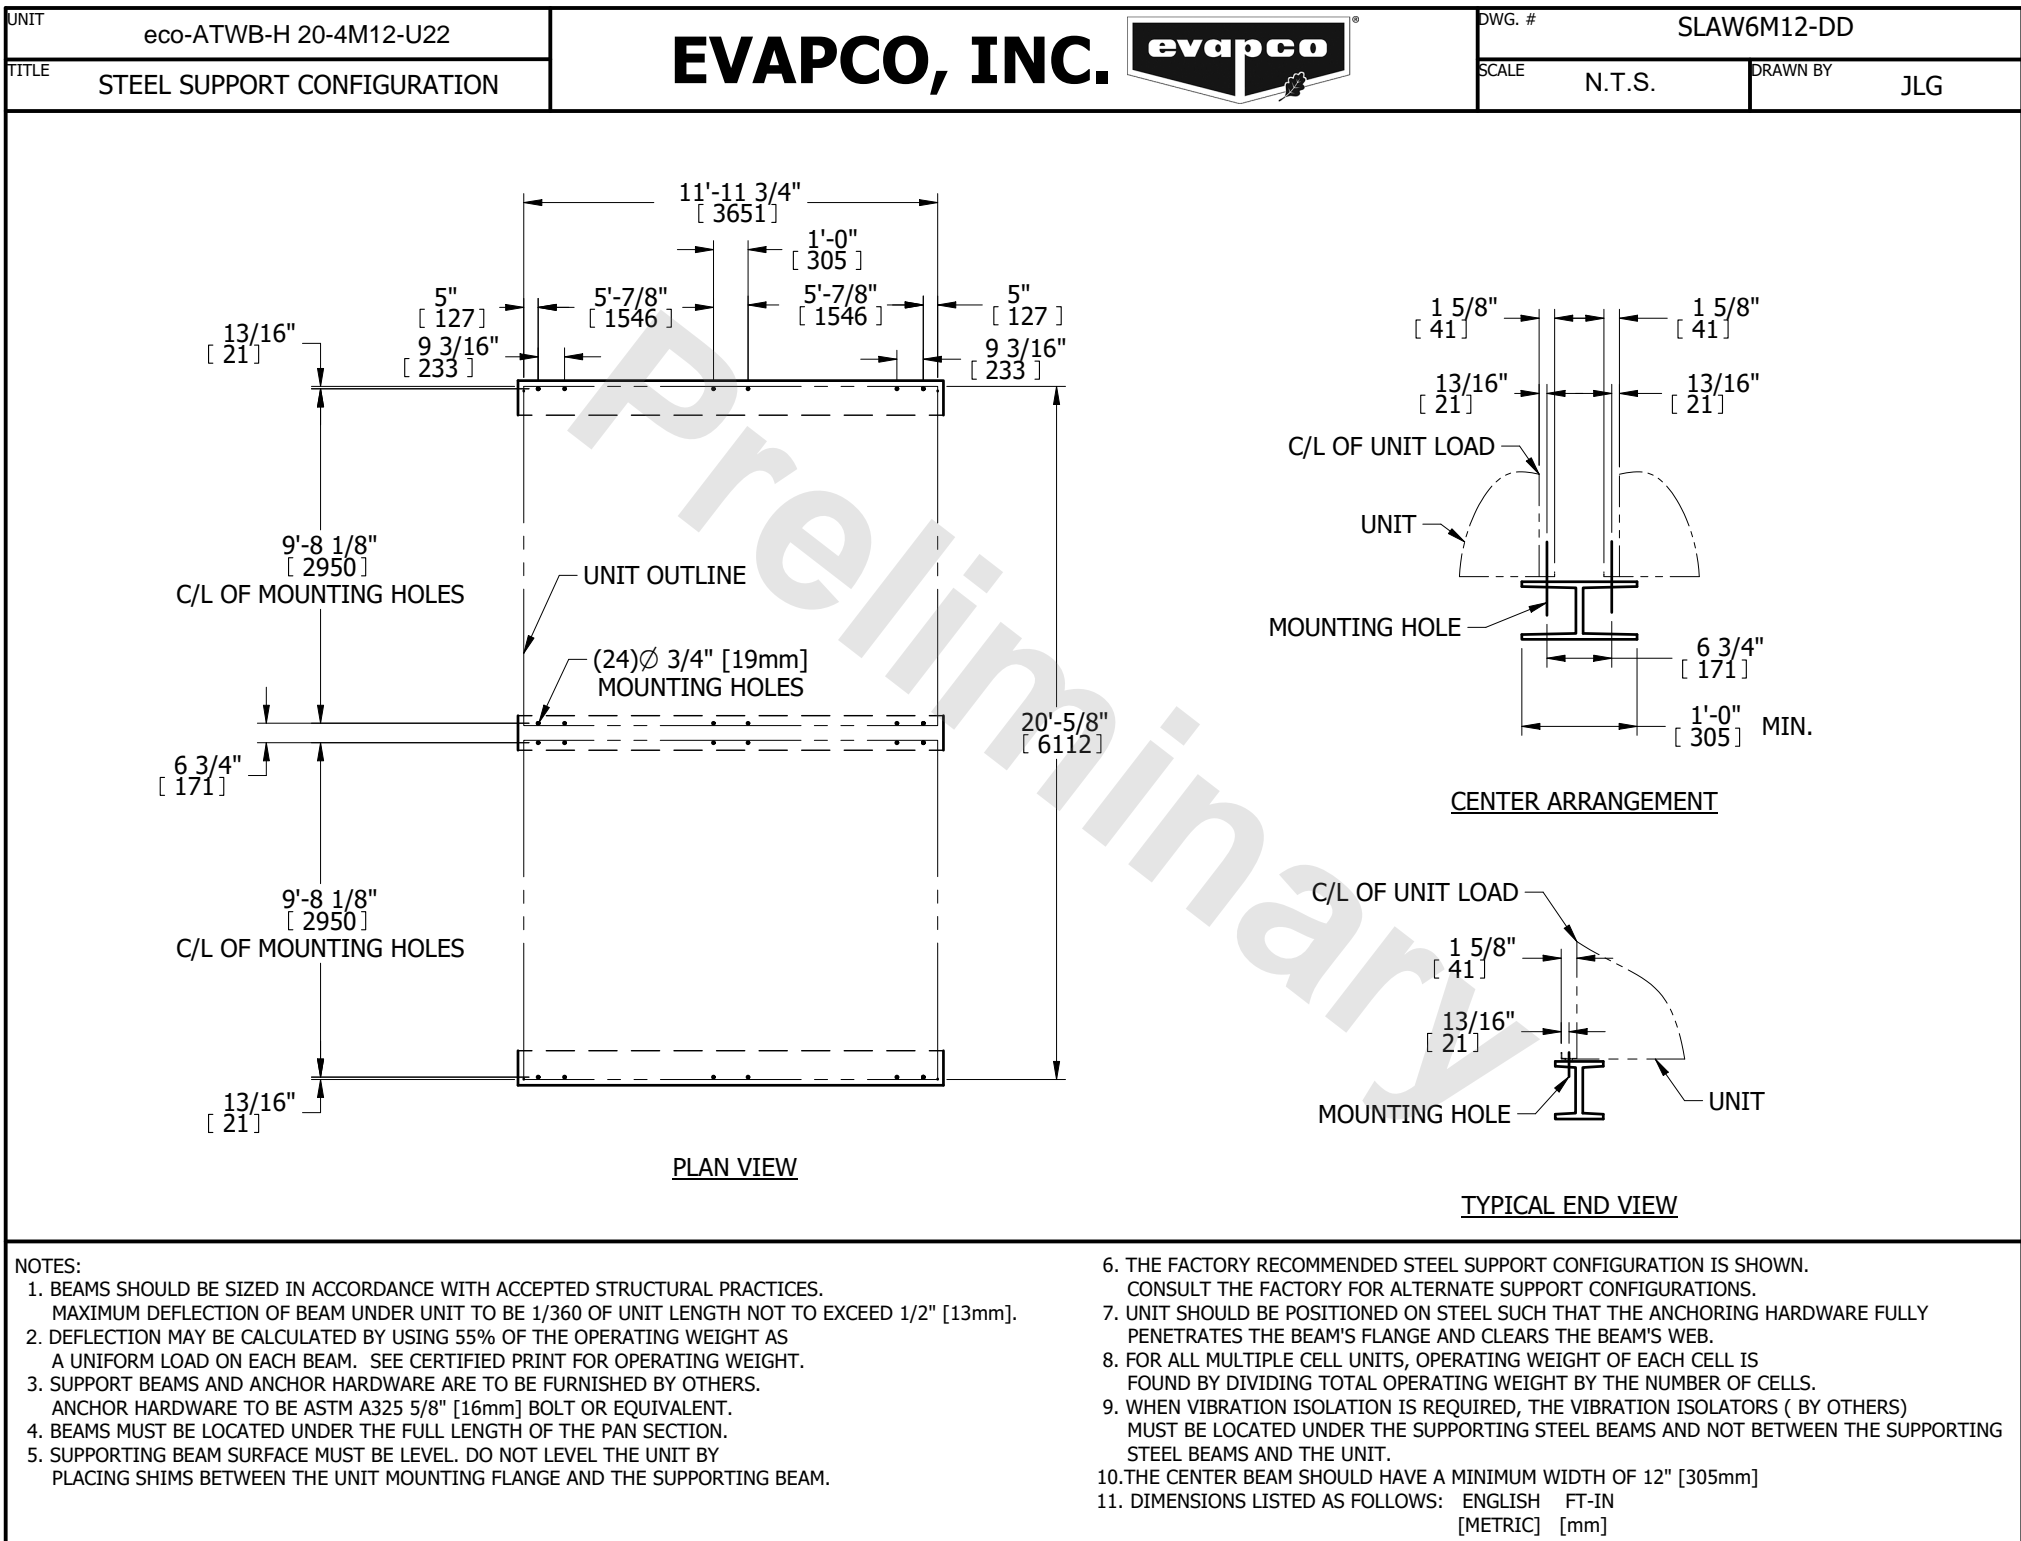 UNIT
eco-ATWB-H 20-4M12-U22
TITLE
STEEL SUPPORT CONFIGURATION
EVAPCO, INC.
evapco
®
DWG. #
SLAW6M12-DD
SCALE
N.T.S.
DRAWN BY
JLG
11'-11 3/4"
[ 3651 ]
1'-0"
[ 305 ]
5"
[ 127 ]
5'-7/8"
[ 1546 ]
5'-7/8"
[ 1546 ]
5"
[ 127 ]
13/16"
[ 21 ]
9 3/16"
[ 233 ]
9 3/16"
[ 233 ]
9'-8 1/8"
[ 2950 ]
C/L OF MOUNTING HOLES
UNIT OUTLINE
(24)∅ 3/4" [19mm]
MOUNTING HOLES
6 3/4"
[ 171 ]
20'-5/8"
[ 6112 ]
9'-8 1/8"
[ 2950 ]
C/L OF MOUNTING HOLES
13/16"
[ 21 ]
PLAN VIEW
1 5/8"
[ 41 ]
1 5/8"
[ 41 ]
13/16"
[ 21 ]
13/16"
[ 21 ]
C/L OF UNIT LOAD
UNIT
MOUNTING HOLE
6 3/4"
[ 171 ]
1'-0"
[ 305 ]
MIN.
CENTER ARRANGEMENT
C/L OF UNIT LOAD
1 5/8"
[ 41 ]
13/16"
[ 21 ]
MOUNTING HOLE
UNIT
TYPICAL END VIEW
Preliminary
NOTES:
1. BEAMS SHOULD BE SIZED IN ACCORDANCE WITH ACCEPTED STRUCTURAL PRACTICES.
MAXIMUM DEFLECTION OF BEAM UNDER UNIT TO BE 1/360 OF UNIT LENGTH NOT TO EXCEED 1/2" [13mm].
2. DEFLECTION MAY BE CALCULATED BY USING 55% OF THE OPERATING WEIGHT AS
A UNIFORM LOAD ON EACH BEAM. SEE CERTIFIED PRINT FOR OPERATING WEIGHT.
3. SUPPORT BEAMS AND ANCHOR HARDWARE ARE TO BE FURNISHED BY OTHERS.
ANCHOR HARDWARE TO BE ASTM A325 5/8" [16mm] BOLT OR EQUIVALENT.
4. BEAMS MUST BE LOCATED UNDER THE FULL LENGTH OF THE PAN SECTION.
5. SUPPORTING BEAM SURFACE MUST BE LEVEL. DO NOT LEVEL THE UNIT BY
PLACING SHIMS BETWEEN THE UNIT MOUNTING FLANGE AND THE SUPPORTING BEAM.
6. THE FACTORY RECOMMENDED STEEL SUPPORT CONFIGURATION IS SHOWN.
CONSULT THE FACTORY FOR ALTERNATE SUPPORT CONFIGURATIONS.
7. UNIT SHOULD BE POSITIONED ON STEEL SUCH THAT THE ANCHORING HARDWARE FULLY
PENETRATES THE BEAM'S FLANGE AND CLEARS THE BEAM'S WEB.
8. FOR ALL MULTIPLE CELL UNITS, OPERATING WEIGHT OF EACH CELL IS
FOUND BY DIVIDING TOTAL OPERATING WEIGHT BY THE NUMBER OF CELLS.
9. WHEN VIBRATION ISOLATION IS REQUIRED, THE VIBRATION ISOLATORS ( BY OTHERS)
MUST BE LOCATED UNDER THE SUPPORTING STEEL BEAMS AND NOT BETWEEN THE SUPPORTING
STEEL BEAMS AND THE UNIT.
10.THE CENTER BEAM SHOULD HAVE A MINIMUM WIDTH OF 12" [305mm]
11. DIMENSIONS LISTED AS FOLLOWS: ENGLISH FT-IN
[METRIC] [mm]